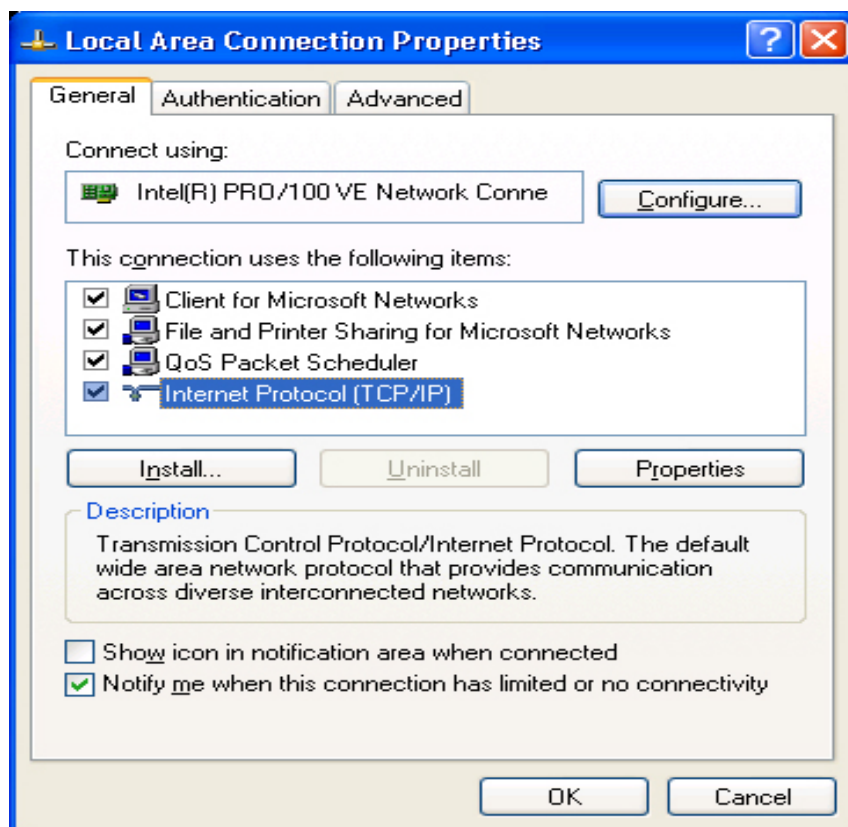 Local Area Connection Properties
General Authentication Advanced
Connect using:
Intel(R) PRO/100 VE Network Conne
Configure...
This connection uses the following items:
Client for Microsoft Networks
File and Printer Sharing for Microsoft Networks
QoS Packet Scheduler
Internet Protocol (TCP/IP)
Install... Uninstall Properties
Description
Transmission Control Protocol/Internet Protocol. The default
wide area network protocol that provides communication
across diverse interconnected networks.
Show icon in notification area when connected
Notify me when this connection has limited or no connectivity
OK Cancel